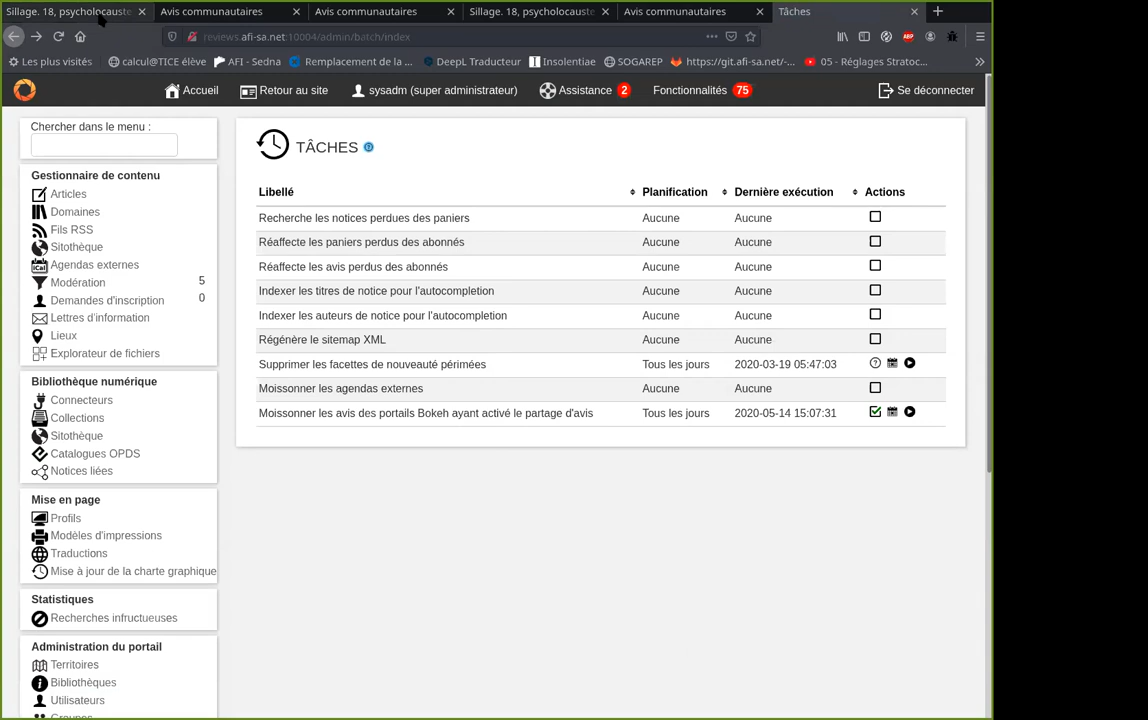 Sillage. 18, psycholocauste
Avis communautaires
Avis communautaires
Sillage. 18, psycholocauste
Avis communautaires
Tâches
reviews.afi-sa.net:10004/admin/batch/index
Les plus visités
calcul@TICE élève
AFI - Sedna
Remplacement de la ...
DeepL Traducteur
Insolentiae
SOGAREP
https://git.afi-sa.net/-...
05 - Réglages Stratoc...
Accueil
Retour au site
sysadm (super administrateur)
Assistance 2
Fonctionnalités 75
Se déconnecter
Chercher dans le menu :
Gestionnaire de contenu
Articles
Domaines
Fils RSS
Sitothèque
Agendas externes
Modération 5
Demandes d'inscription 0
Lettres d'information
Lieux
Explorateur de fichiers
Bibliothèque numérique
Connecteurs
Collections
Sitothèque
Catalogues OPDS
Notices liées
Mise en page
Profils
Modèles d'impressions
Traductions
Mise à jour de la charte graphique
Statistiques
Recherches infructueuses
Administration du portail
Territoires
Bibliothèques
Utilisateurs
Groupes
TÂCHES
Libellé Planification Dernière exécution Actions
Recherche les notices perdues des paniers Aucune Aucune
Réaffecte les paniers perdus des abonnés Aucune Aucune
Réaffecte les avis perdus des abonnés Aucune Aucune
Indexer les titres de notice pour l'autocompletion Aucune Aucune
Indexer les auteurs de notice pour l'autocompletion Aucune Aucune
Régénère le sitemap XML Aucune Aucune
Supprimer les facettes de nouveauté périmées Tous les jours 2020-03-19 05:47:03
Moissonner les agendas externes Aucune Aucune
Moissonner les avis des portails Bokeh ayant activé le partage d'avis Tous les jours 2020-05-14 15:07:31